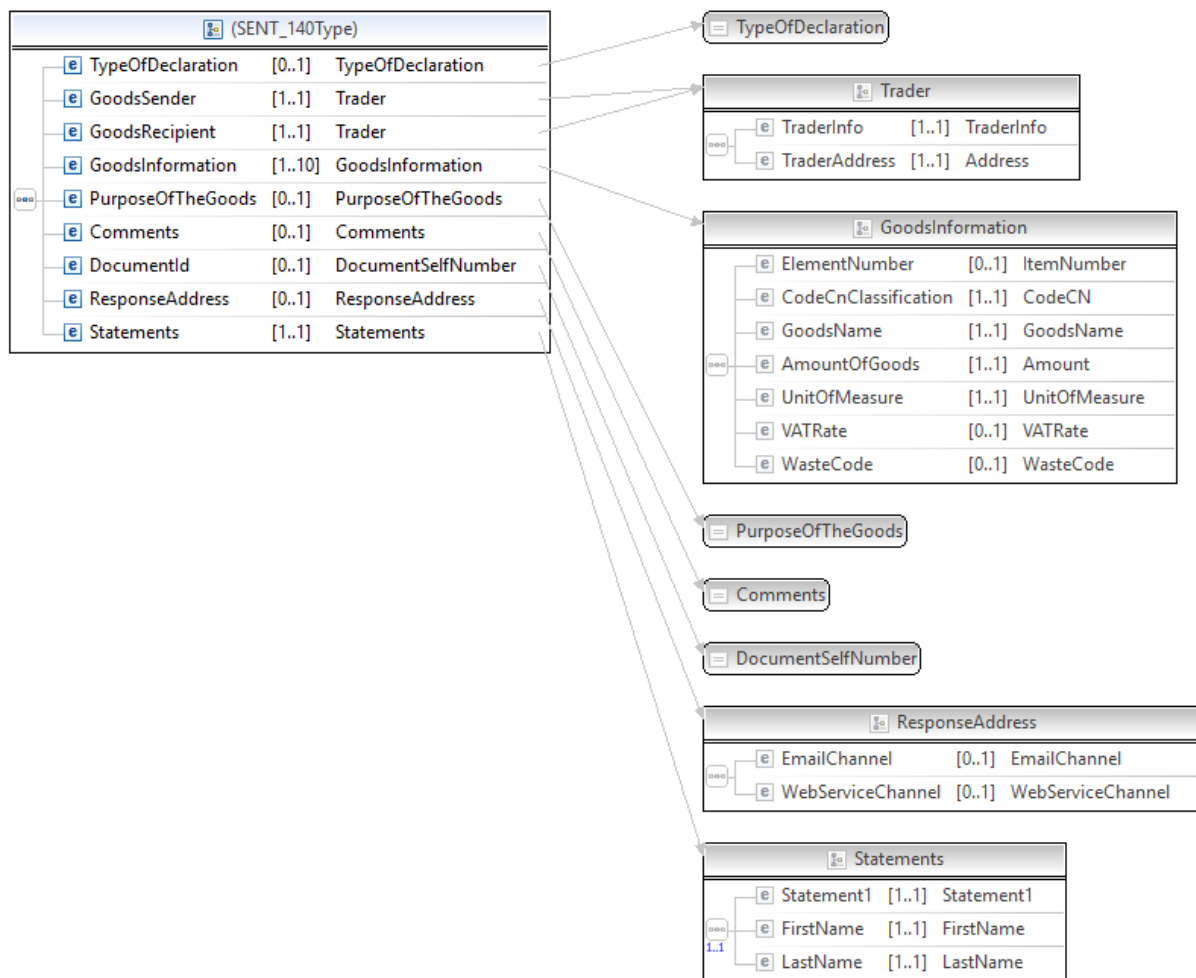 (SENT_140Type)
TypeOfDeclaration [0..1] TypeOfDeclaration
GoodsSender [1..1] Trader
GoodsRecipient [1..1] Trader
GoodsInformation [1..10] GoodsInformation
PurposeOfTheGoods [0..1] PurposeOfTheGoods
Comments [0..1] Comments
DocumentId [0..1] DocumentSelfNumber
ResponseAddress [0..1] ResponseAddress
Statements [1..1] Statements
TypeOfDeclaration
Trader
TraderInfo [1..1] TraderInfo
TraderAddress [1..1] Address
GoodsInformation
ElementNumber [0..1] ItemNumber
CodeCnClassification [1..1] CodeCN
GoodsName [1..1] GoodsName
AmountOfGoods [1..1] Amount
UnitOfMeasure [1..1] UnitOfMeasure
VATRate [0..1] VATRate
WasteCode [0..1] WasteCode
PurposeOfTheGoods
Comments
DocumentSelfNumber
ResponseAddress
EmailChannel [0..1] EmailChannel
WebServiceChannel [0..1] WebServiceChannel
Statements
Statement1 [1..1] Statement1
FirstName [1..1] FirstName
1..1
LastName [1..1] LastName